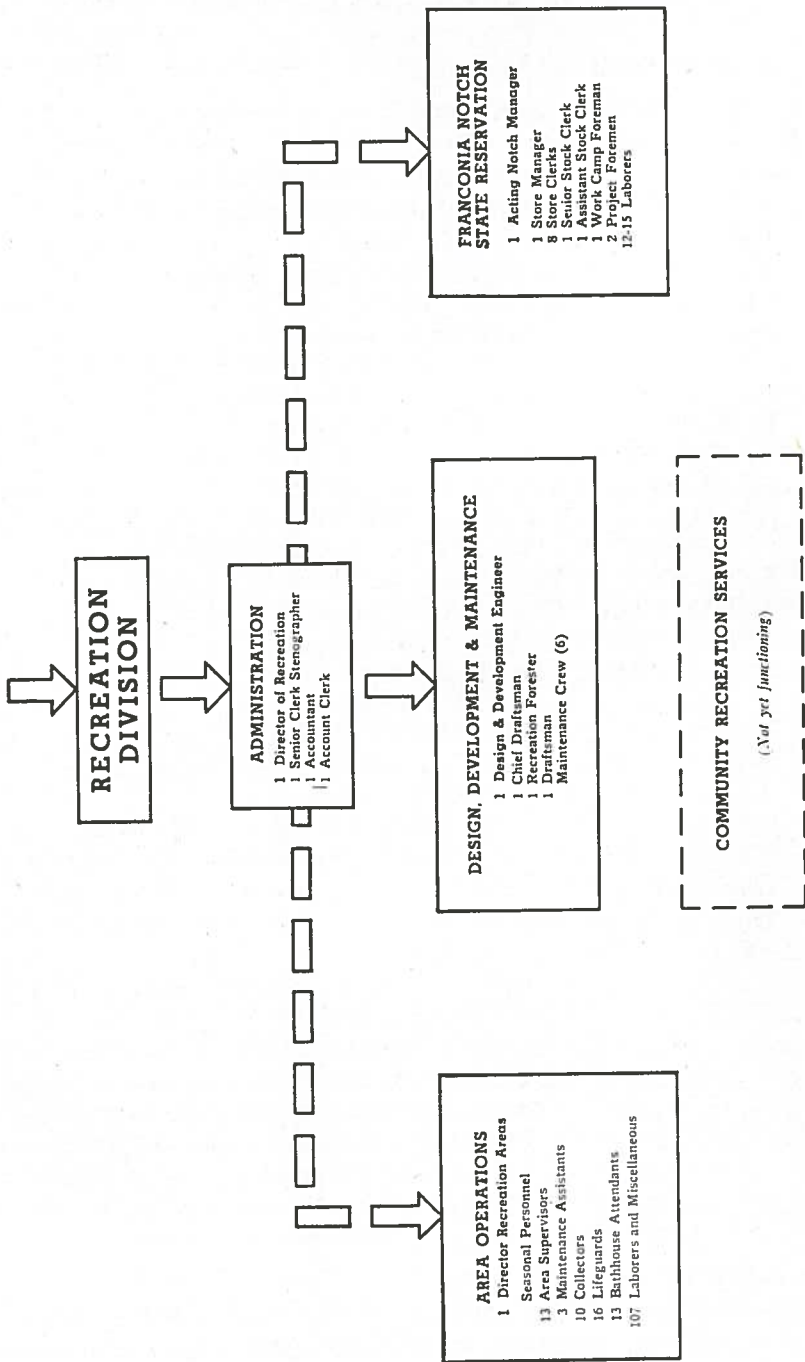 RECREATION
DIVISION
ADMINISTRATION
1 Director of Recreation
1 Senior Clerk Stenographer
1 Accountant
1 Account Clerk
AREA OPERATIONS
1 Director Recreation Areas
Seasonal Personnel
13 Area Supervisors
3 Maintenance Assistants
10 Collectors
16 Lifeguards
13 Bathhouse Attendants
107 Laborers and Miscellaneous
DESIGN, DEVELOPMENT & MAINTENANCE
1 Design & Development Engineer
1 Chief Draftsman
1 Recreation Forester
1 Draftsman
Maintenance Crew (6)
FRANCONIA NOTCH
STATE RESERVATION
1 Acting Notch Manager
1 Store Manager
8 Store Clerks
1 Senior Stock Clerk
1 Assistant Stock Clerk
1 Work Camp Foreman
2 Project Foremen
12-15 Laborers
COMMUNITY RECREATION SERVICES
(Not yet functioning)